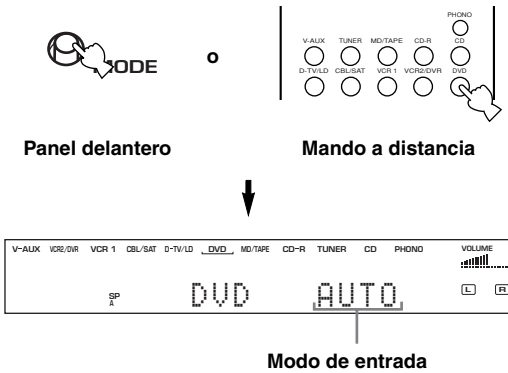 PHONO
V-AUX TUNER MD/TAPE CD-R CD
D-TV/LD CBL/SAT VCR 1 VCR2/DVR DVD
MODE
o
Panel delantero
Mando a distancia
V-AUX VCR2/DVR VCR 1 CBL/SAT D-TV/LD DVD MD/TAPE CD-R TUNER CD PHONO VOLUME
SP
A
DVD AUTO
L R
Modo de entrada